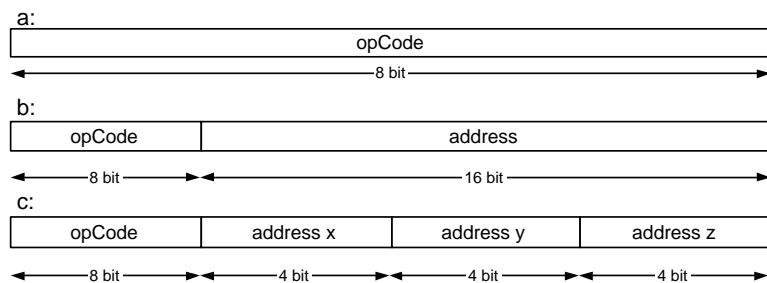 a:
opCode
8 bit
b:
opCode address
8 bit 16 bit
c:
opCode address x address y address z
8 bit 4 bit 4 bit 4 bit